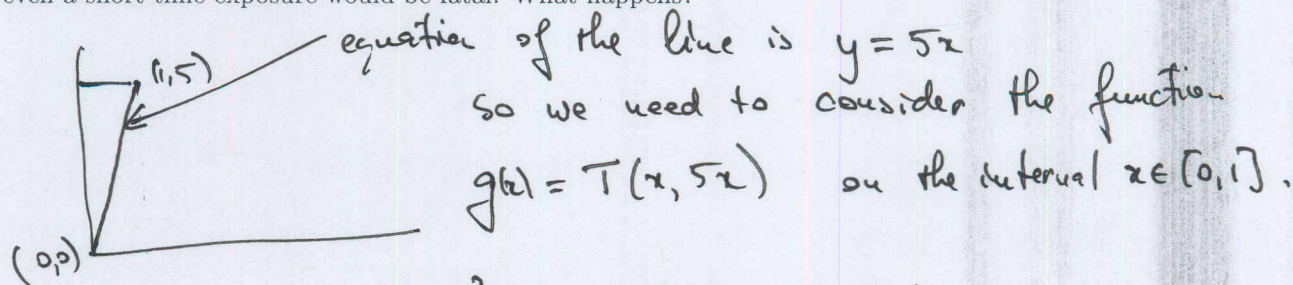 even a short time exposure would be fatal. What happens?
equation of the line is y = 5x
(1,5)
so we need to consider the function
g(x) = T(x, 5x) on the interval x ∈ [0,1].
(0,0)